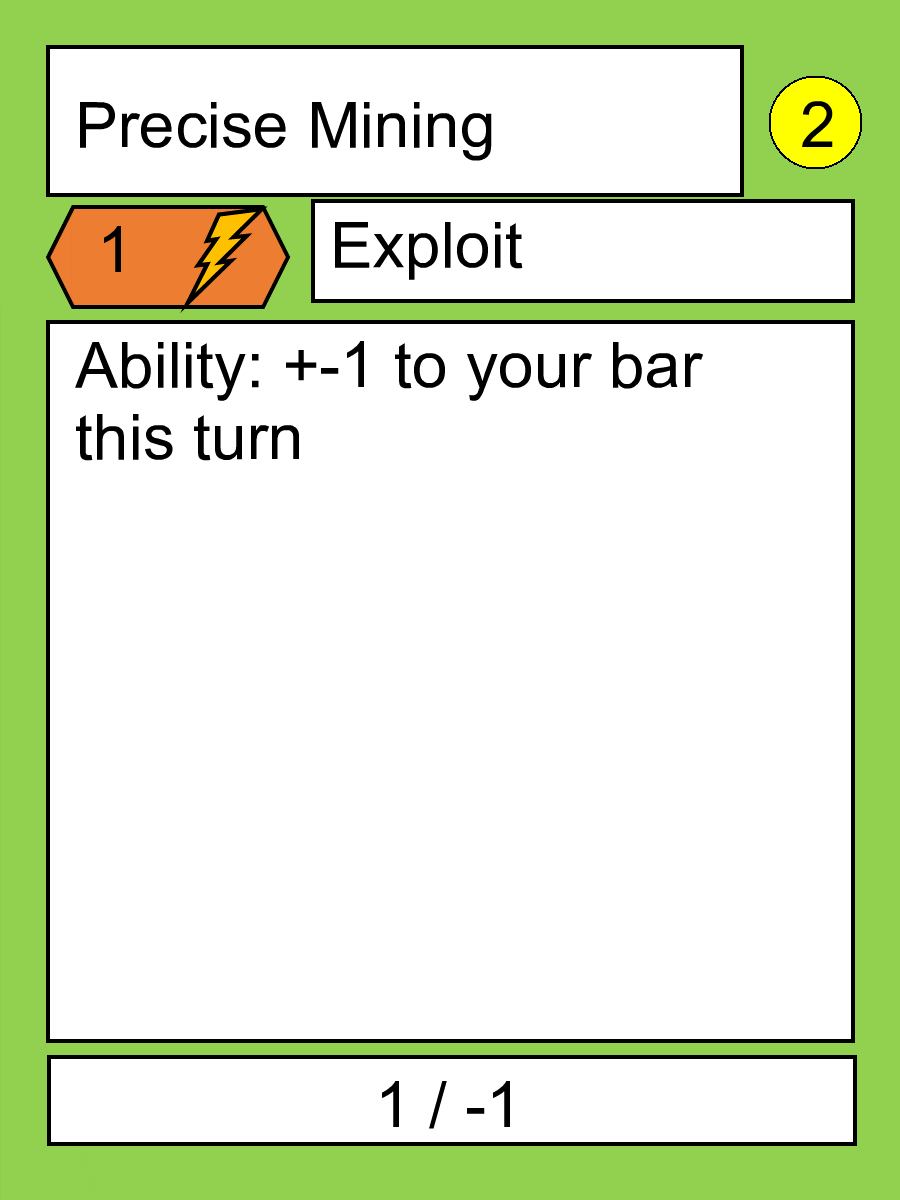 Precise Mining
2
1
Exploit
Ability: +-1 to your bar
this turn
1 / -1